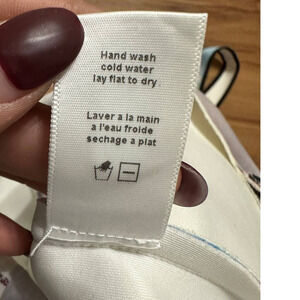 Hand wash
cold water
lay flat to dry
Laver a la main
a l'eau froide
sechage a plat